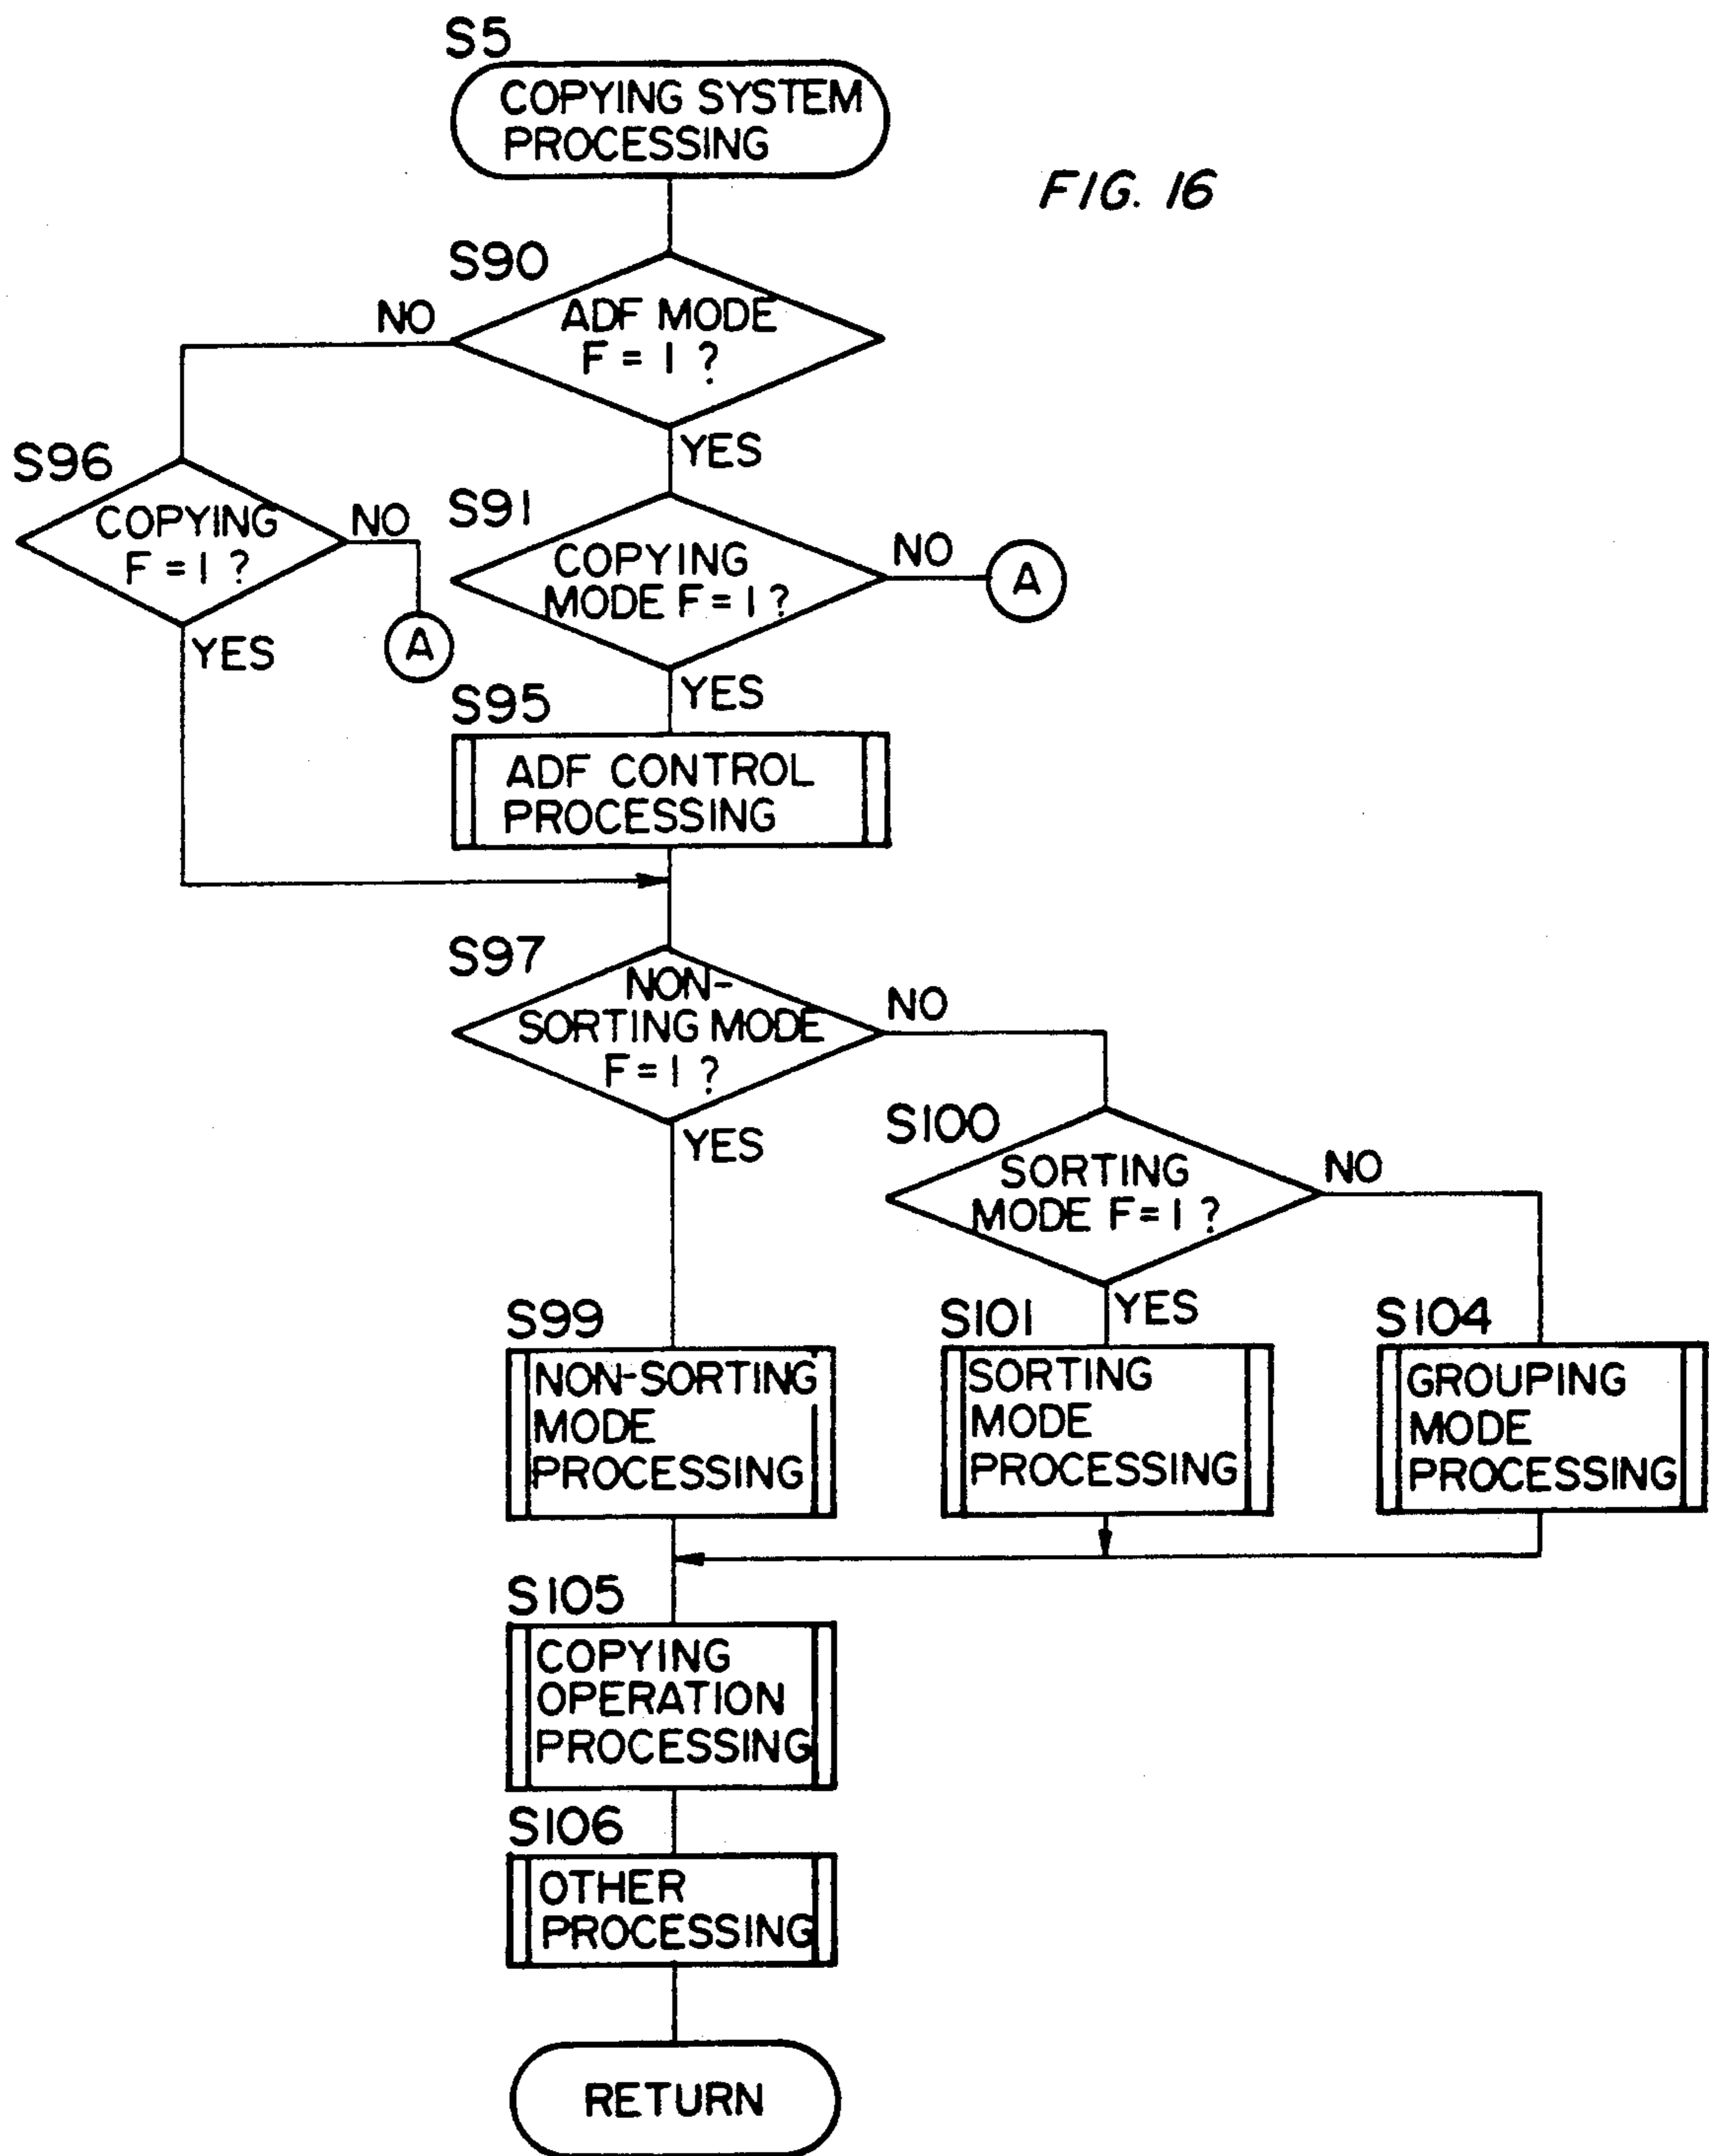 S5
COPYING SYSTEM
PROCESSING
FIG. 16
S90
ADF MODE
F = 1 ?
NO
YES
S96
COPYING
F = 1 ?
NO
A
YES
S91
COPYING
MODE F = 1 ?
NO
A
YES
S95
ADF CONTROL
PROCESSING
S97
NON-
SORTING MODE
F = 1 ?
NO
YES
S100
SORTING
MODE F = 1 ?
NO
YES
S99
NON-SORTING
MODE
PROCESSING
S101
SORTING
MODE
PROCESSING
S104
GROUPING
MODE
PROCESSING
S105
COPYING
OPERATION
PROCESSING
S106
OTHER
PROCESSING
RETURN